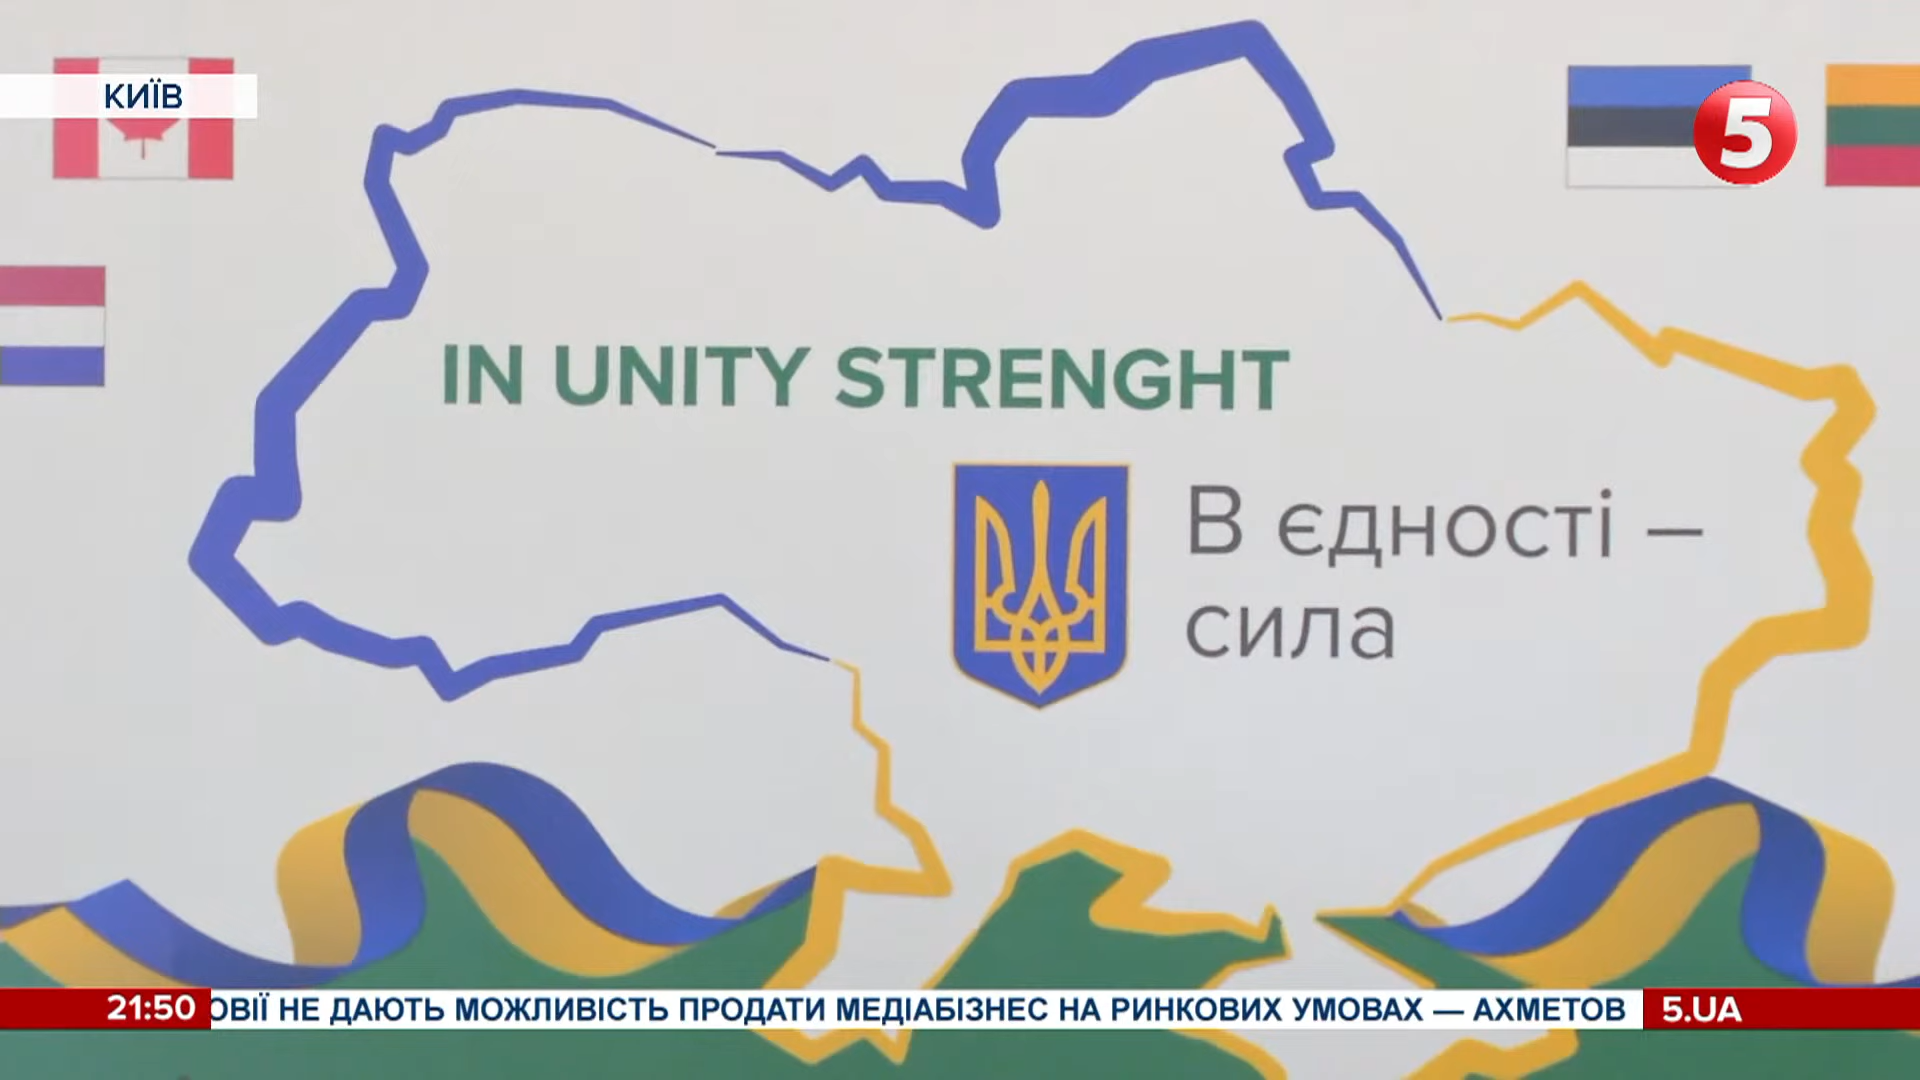 КИЇВ
5
IN UNITY STRENGHT
В єдності –
сила
21:50
ОВІЇ НЕ ДАЮТЬ МОЖЛИВІСТЬ ПРОДАТИ МЕДІАБІЗНЕС НА РИНКОВИХ УМОВАХ — АХМЕТОВ
5.UA